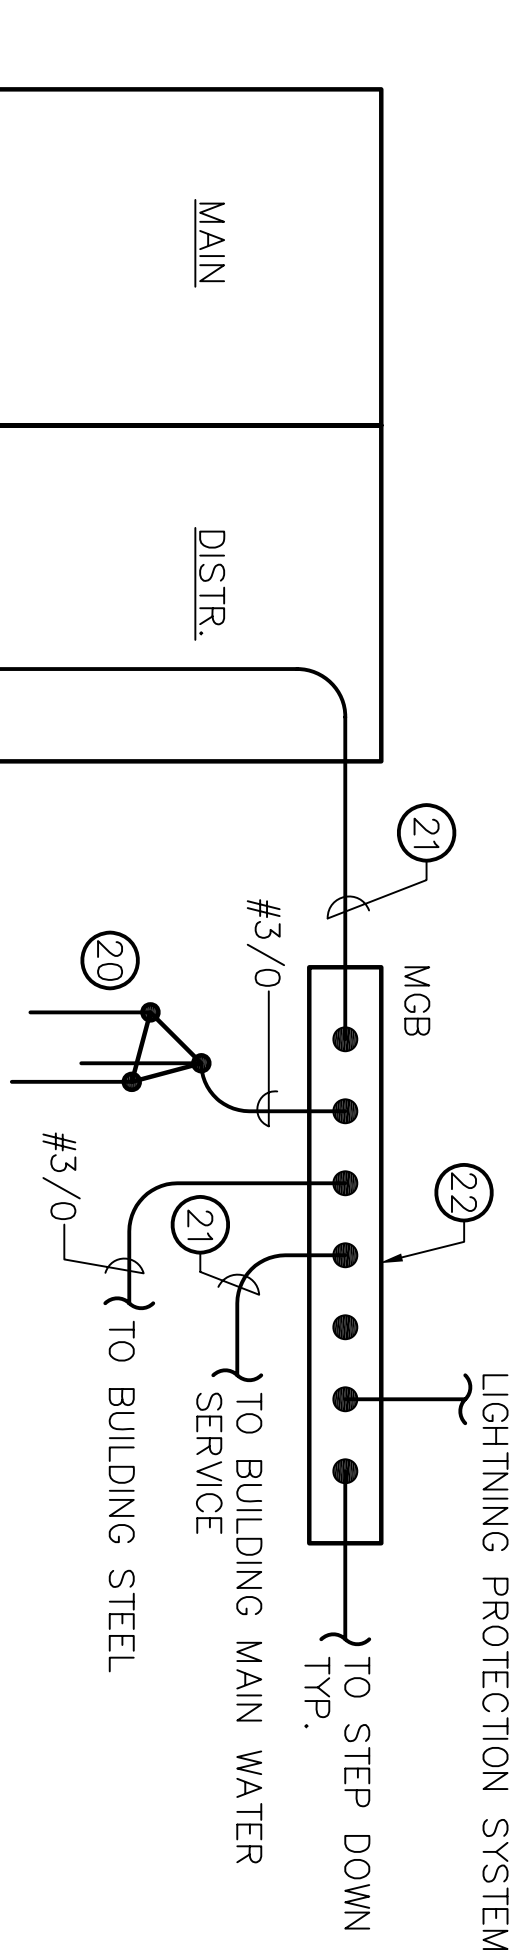 MAIN
DISTR.
21
MGB
22
LIGHTNING PROTECTION SYSTEM
#3/0
20
#3/0
21
TO STEP DOWN
TYP.
TO BUILDING MAIN WATER
SERVICE
TO BUILDING STEEL